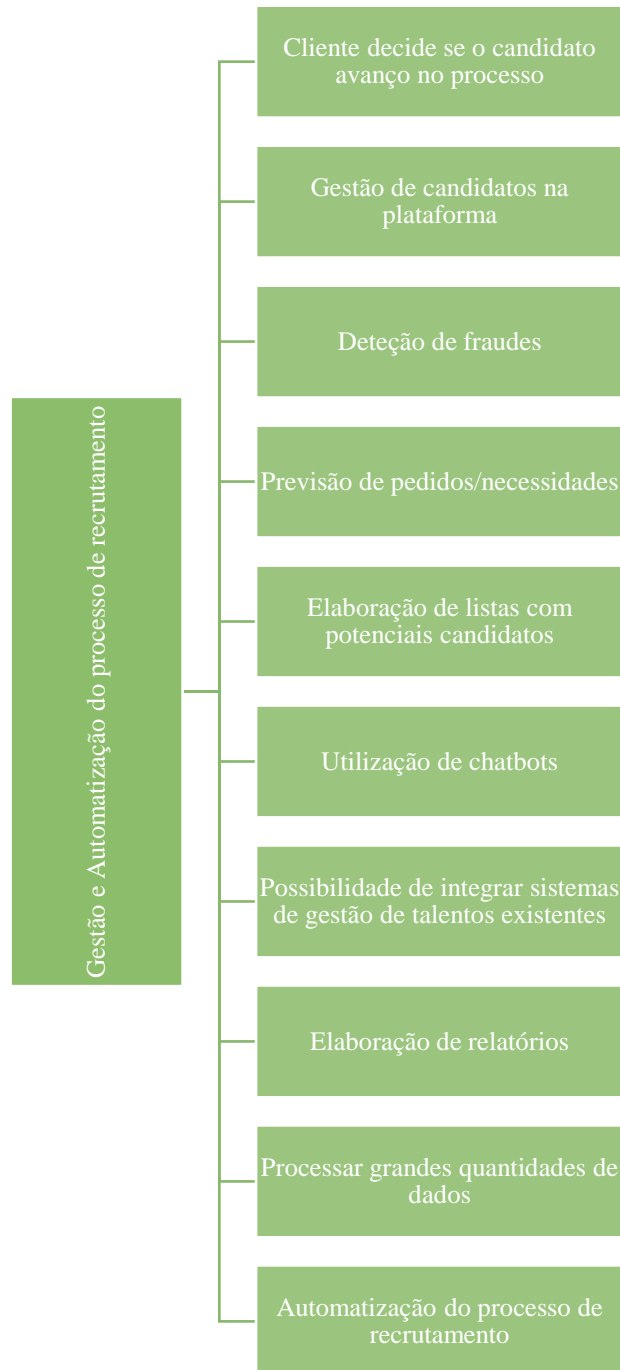 Gestão e Automatização do processo de recrutamento
Cliente decide se o candidato
avanço no processo
Gestão de candidatos na
plataforma
Deteção de fraudes
Previsão de pedidos/necessidades
Elaboração de listas com
potenciais candidatos
Utilização de chatbots
Possibilidade de integrar sistemas
de gestão de talentos existentes
Elaboração de relatórios
Processar grandes quantidades de
dados
Automatização do processo de
recrutamento